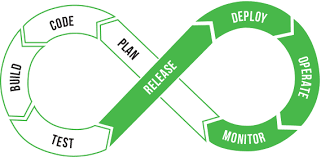 PLAN
CODE
BUILD
TEST
RELEASE
DEPLOY
OPERATE
MONITOR